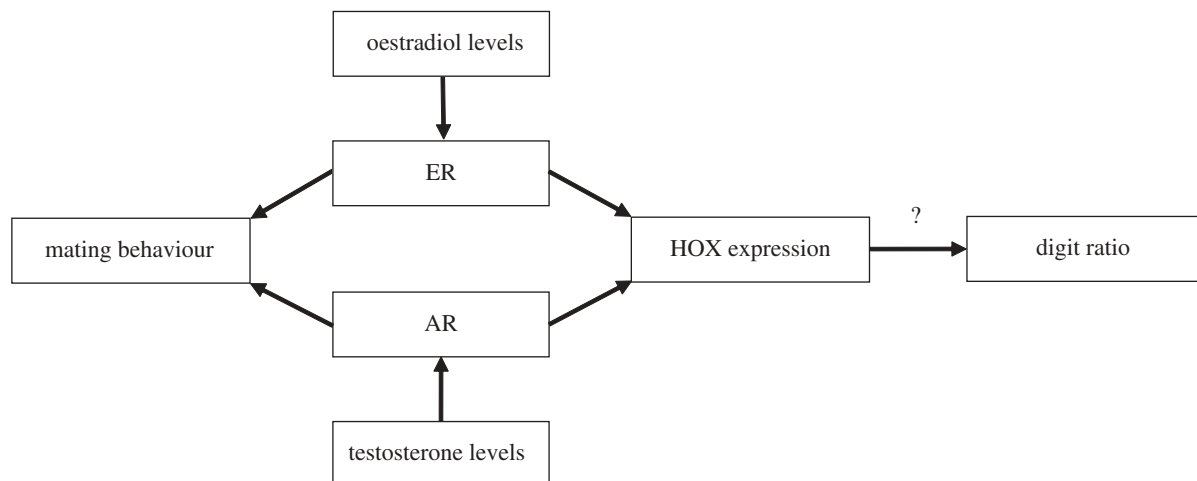 oestradiol levels
ER
?
mating behaviour
HOX expression
digit ratio
AR
testosterone levels